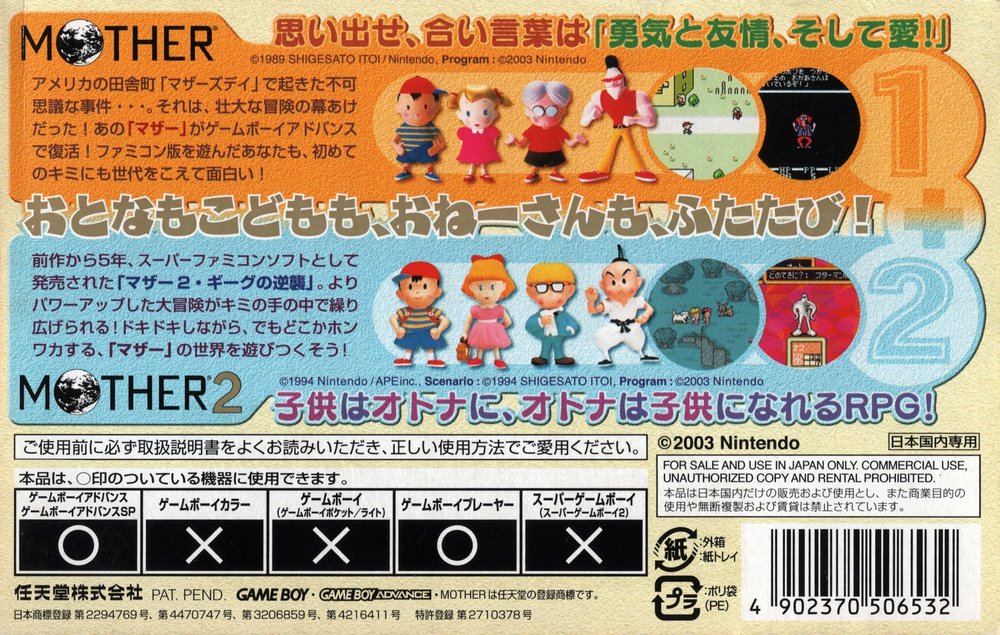 MOTHER
思い出せ、合い言葉は「勇気と友情、そして愛!」
©1989 SHIGESATO ITOI / Nintendo, Program : ©2003 Nintendo
アメリカの田舎町「マザーズデイ」で起きた不可
思議な事件・・・。それは、壮大な冒険の幕あけ
だった!あの「マザー」がゲームボーイアドバンス
で復活!ファミコン版を遊んだあなたも、初めて
のキミにも世代をこえて面白い!
1+2
おとなもこどもも、おねーさんも、ふたたび!
前作から5年、スーパーファミコンソフトとして
発売された「マザー2・ギーグの逆襲」。より
パワーアップした大冒険がキミの手の中で繰り
広げられる!ドキドキしながら、でもどこかホン
ワカする、「マザー」の世界を遊びつくそう!
MOTHER2
©1994 Nintendo / APE inc., Scenario : ©1994 SHIGESATO ITOI, Program : ©2003 Nintendo
子供はオトナに、オトナは子供になれるRPG!
ご使用前に必ず取扱説明書をよくお読みいただき、正しい使用方法でご愛用ください。
©2003 Nintendo
日本国内専用
本品は、○印のついている機器に使用できます。
ゲームボーイアドバンス
ゲームボーイアドバンスSP
○
ゲームボーイカラー
×
ゲームボーイ
(ゲームボーイポケット/ライト)
×
ゲームボーイプレーヤー
○
スーパーゲームボーイ
(スーパーゲームボーイ2)
×
FOR SALE AND USE IN JAPAN ONLY. COMMERCIAL USE,
UNAUTHORIZED COPY AND RENTAL PROHIBITED.
本品は日本国内だけの販売および使用とし、また商業目的の
使用や無断複製および賃貸は禁止されています。
紙
:外箱
:紙トレイ
プラ
:ポリ袋
(PE)
4 902370 506532
任天堂株式会社 PAT. PEND. GAME BOY・GAME BOY ADVANCE・MOTHERは任天堂の登録商標です。
日本商標登録 第2294769号、第4470747号、第3206859号、第4216411号 特許登録 第2710378号